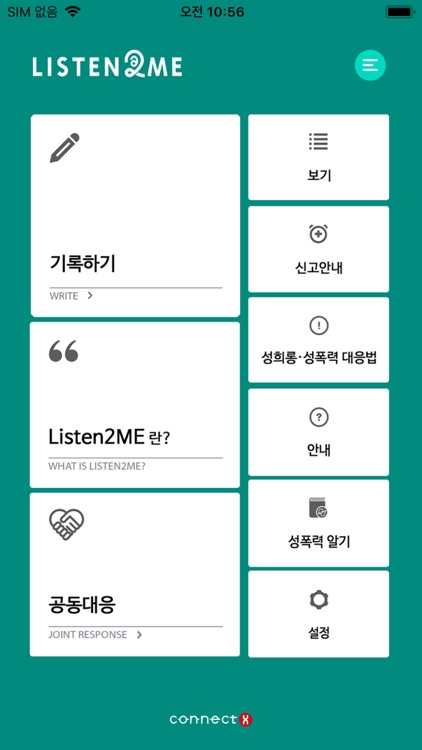 SIM 없음
오전 10:56
LISTEN2ME
기록하기
WRITE >
Listen2ME 란?
WHAT IS LISTEN2ME?
공동대응
JOINT RESPONSE >
보기
신고안내
성희롱·성폭력 대응법
안내
성폭력 알기
설정
connect X